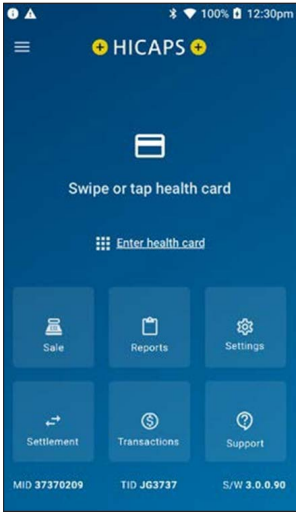 100% 12:30pm
HICAPS
Swipe or tap health card
Enter health card
Sale Reports Settings
Settlement Transactions Support
MID 37370209 TID JG3737 S/W 3.0.0.90